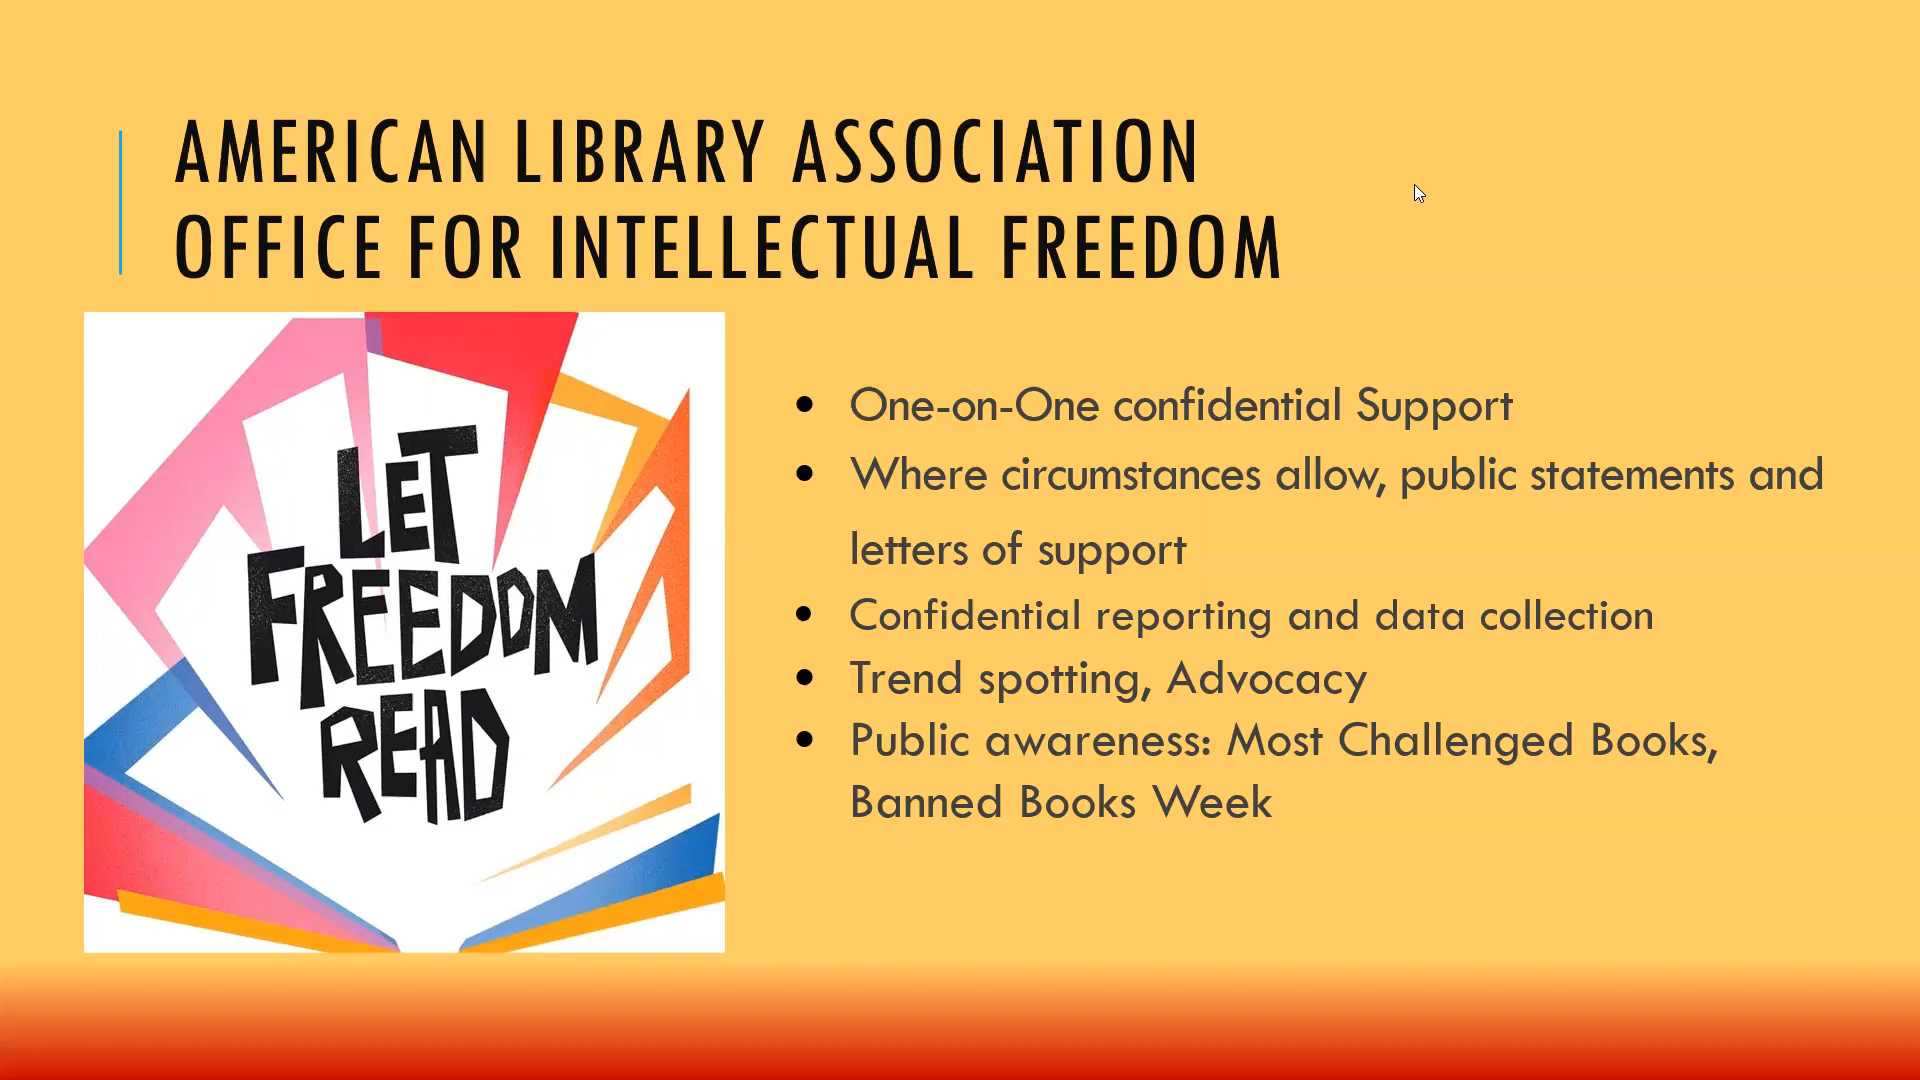 AMERICAN LIBRARY ASSOCIATION
OFFICE FOR INTELLECTUAL FREEDOM
LET
FREEDOM
READ
• One-on-One confidential Support
• Where circumstances allow, public statements and
letters of support
• Confidential reporting and data collection
• Trend spotting, Advocacy
• Public awareness: Most Challenged Books,
Banned Books Week